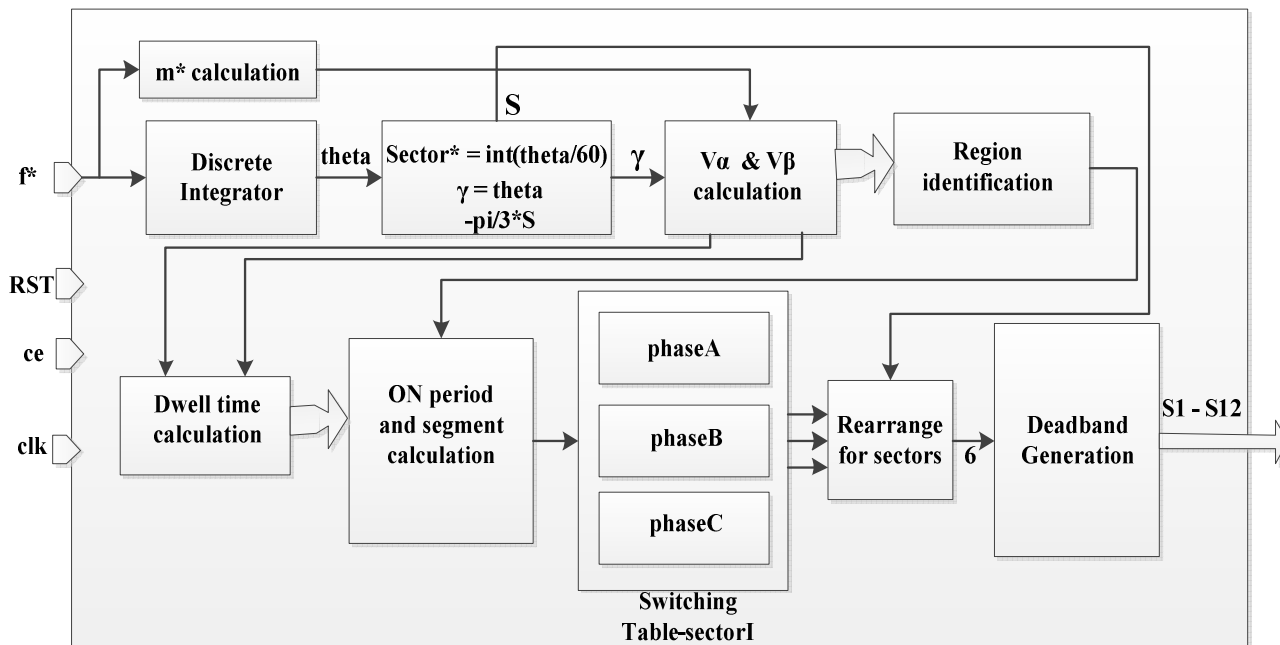 m* calculation
S
f*
Discrete
Integrator
theta
Sector* = int(theta/60)
γ = theta
-pi/3*S
γ
Vα & Vβ
calculation
Region
identification
RST
ce
clk
Dwell time
calculation
ON period
and segment
calculation
phaseA
phaseB
phaseC
Switching
Table-sectorI
Rearrange
for sectors
6
Deadband
Generation
S1 - S12